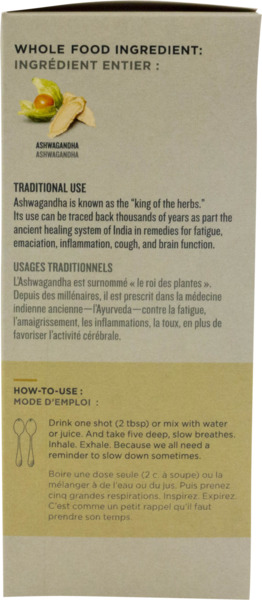 WHOLE FOOD INGREDIENT:
INGRÉDIENT ENTIER :
ASHWAGANDHA
ASHWAGANDHA
TRADITIONAL USE
Ashwagandha is known as the "king of the herbs."
Its use can be traced back thousands of years as part the
ancient healing system of India in remedies for fatigue,
emaciation, inflammation, cough, and brain function.
USAGES TRADITIONNELS
L'Ashwagandha est surnommé « le roi des plantes ».
Depuis des millénaires, il est prescrit dans la médecine
indienne ancienne—l'Ayurveda—contre la fatigue,
l'amaigrissement, les inflammations, la toux, en plus de
favoriser l'activité cérébrale.
HOW-TO-USE:
MODE D'EMPLOI :
Drink one shot (2 tbsp) or mix with water
or juice. And take five deep, slow breaths.
Inhale. Exhale. Because we all need a
reminder to slow down sometimes.
Boire une dose seule (2 c. à soupe) ou la
mélanger à de l'eau ou du jus. Puis prenez
cinq grandes respirations. Inspirez. Expirez.
C'est comme un petit rappel qu'il faut
prendre son temps.